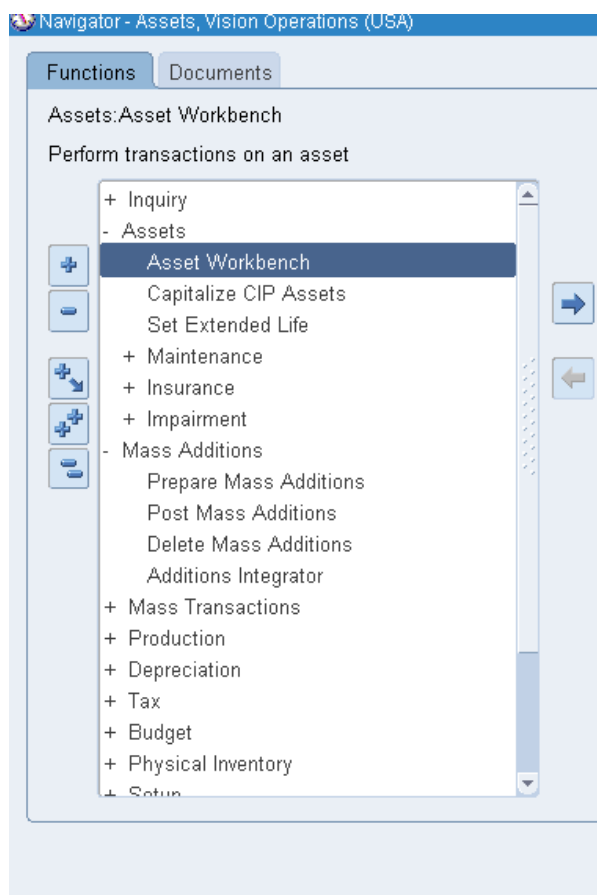 Navigator - Assets, Vision Operations (USA)
Functions Documents
Assets:Asset Workbench
Perform transactions on an asset
+ Inquiry
- Assets
Asset Workbench
Capitalize CIP Assets
Set Extended Life
+ Maintenance
+ Insurance
+ Impairment
- Mass Additions
Prepare Mass Additions
Post Mass Additions
Delete Mass Additions
Additions Integrator
+ Mass Transactions
+ Production
+ Depreciation
+ Tax
+ Budget
+ Physical Inventory
+ Setup